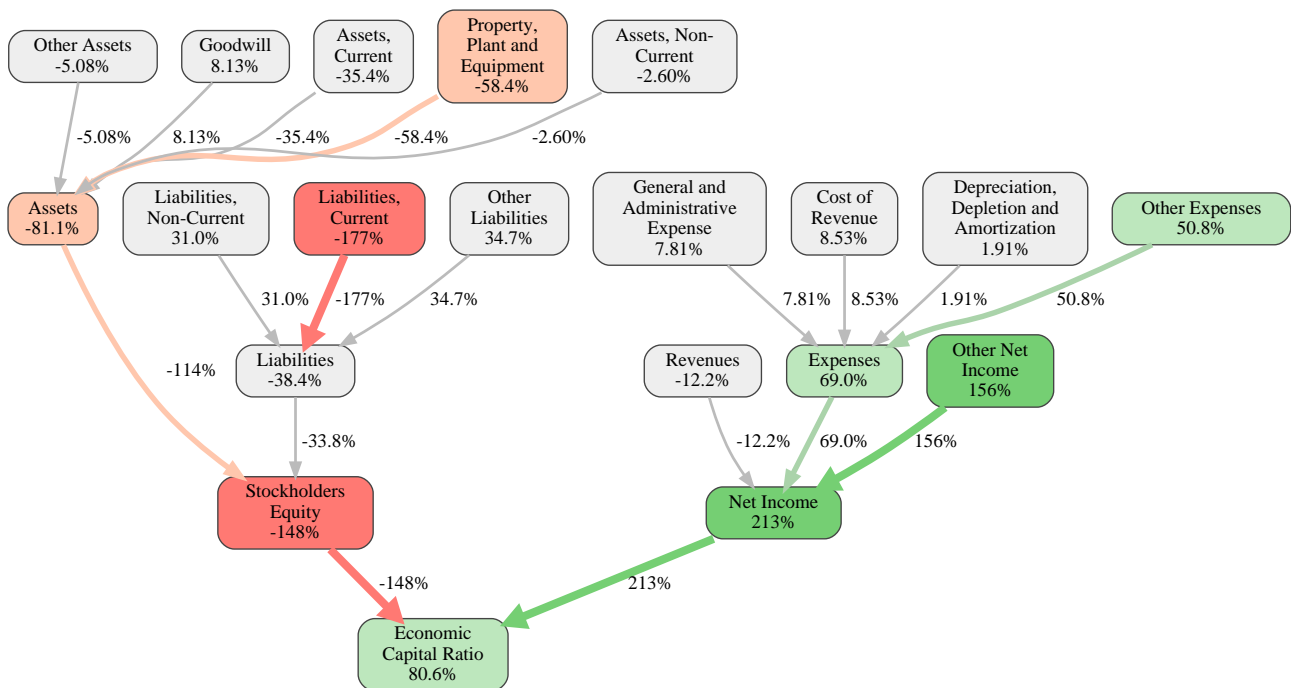 Other Assets
-5.08%
Goodwill
8.13%
Assets,
Current
-35.4%
Property,
Plant and
Equipment
-58.4%
Assets, Non-
Current
-2.60%
-5.08%
8.13%
-35.4%
-58.4%
-2.60%
Assets
-81.1%
Liabilities,
Non-Current
31.0%
Liabilities,
Current
-177%
Other
Liabilities
34.7%
General and
Administrative
Expense
7.81%
Cost of
Revenue
8.53%
Depreciation,
Depletion and
Amortization
1.91%
Other Expenses
50.8%
31.0%
-177%
34.7%
7.81%
8.53%
1.91%
50.8%
-114%
Liabilities
-38.4%
Revenues
-12.2%
Expenses
69.0%
Other Net
Income
156%
-33.8%
-12.2%
69.0%
156%
Stockholders
Equity
-148%
Net Income
213%
-148%
213%
Economic
Capital Ratio
80.6%